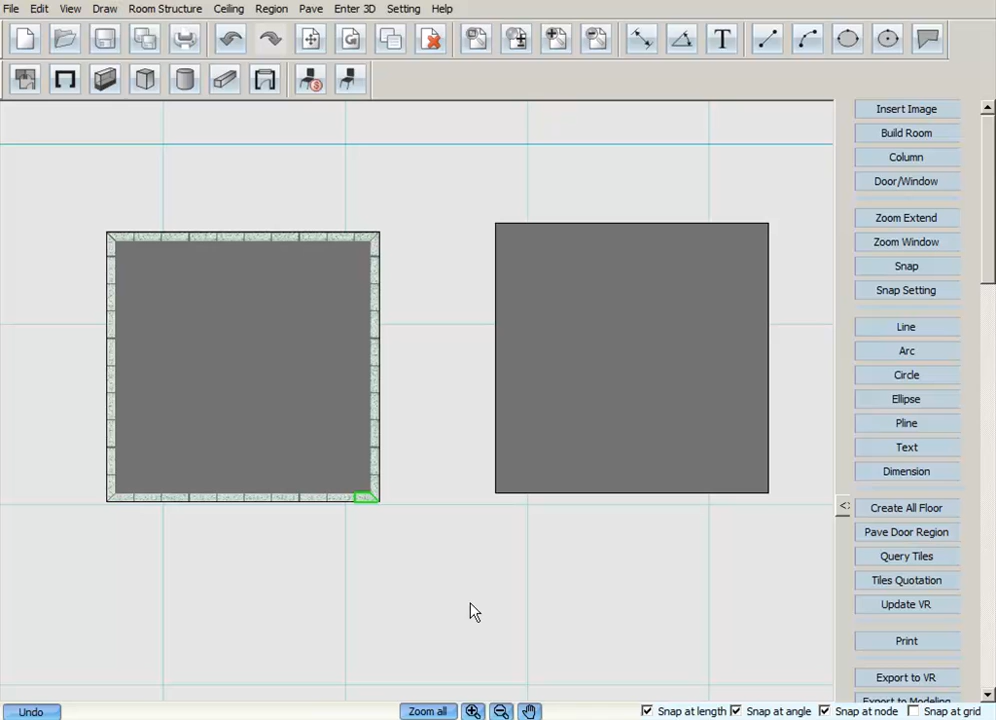 File Edit View Draw Room Structure Ceiling Region Pave Enter 3D Setting Help
T
Insert Image
Build Room
Column
Door/Window
Zoom Extend
Zoom Window
Snap
Snap Setting
Line
Arc
Circle
Ellipse
Pline
Text
Dimension
Create All Floor
Pave Door Region
Query Tiles
Tiles Quotation
Update VR
Print
Export to VR
Export to Modeling
Undo Zoom all Snap at length Snap at angle Snap at node Snap at grid